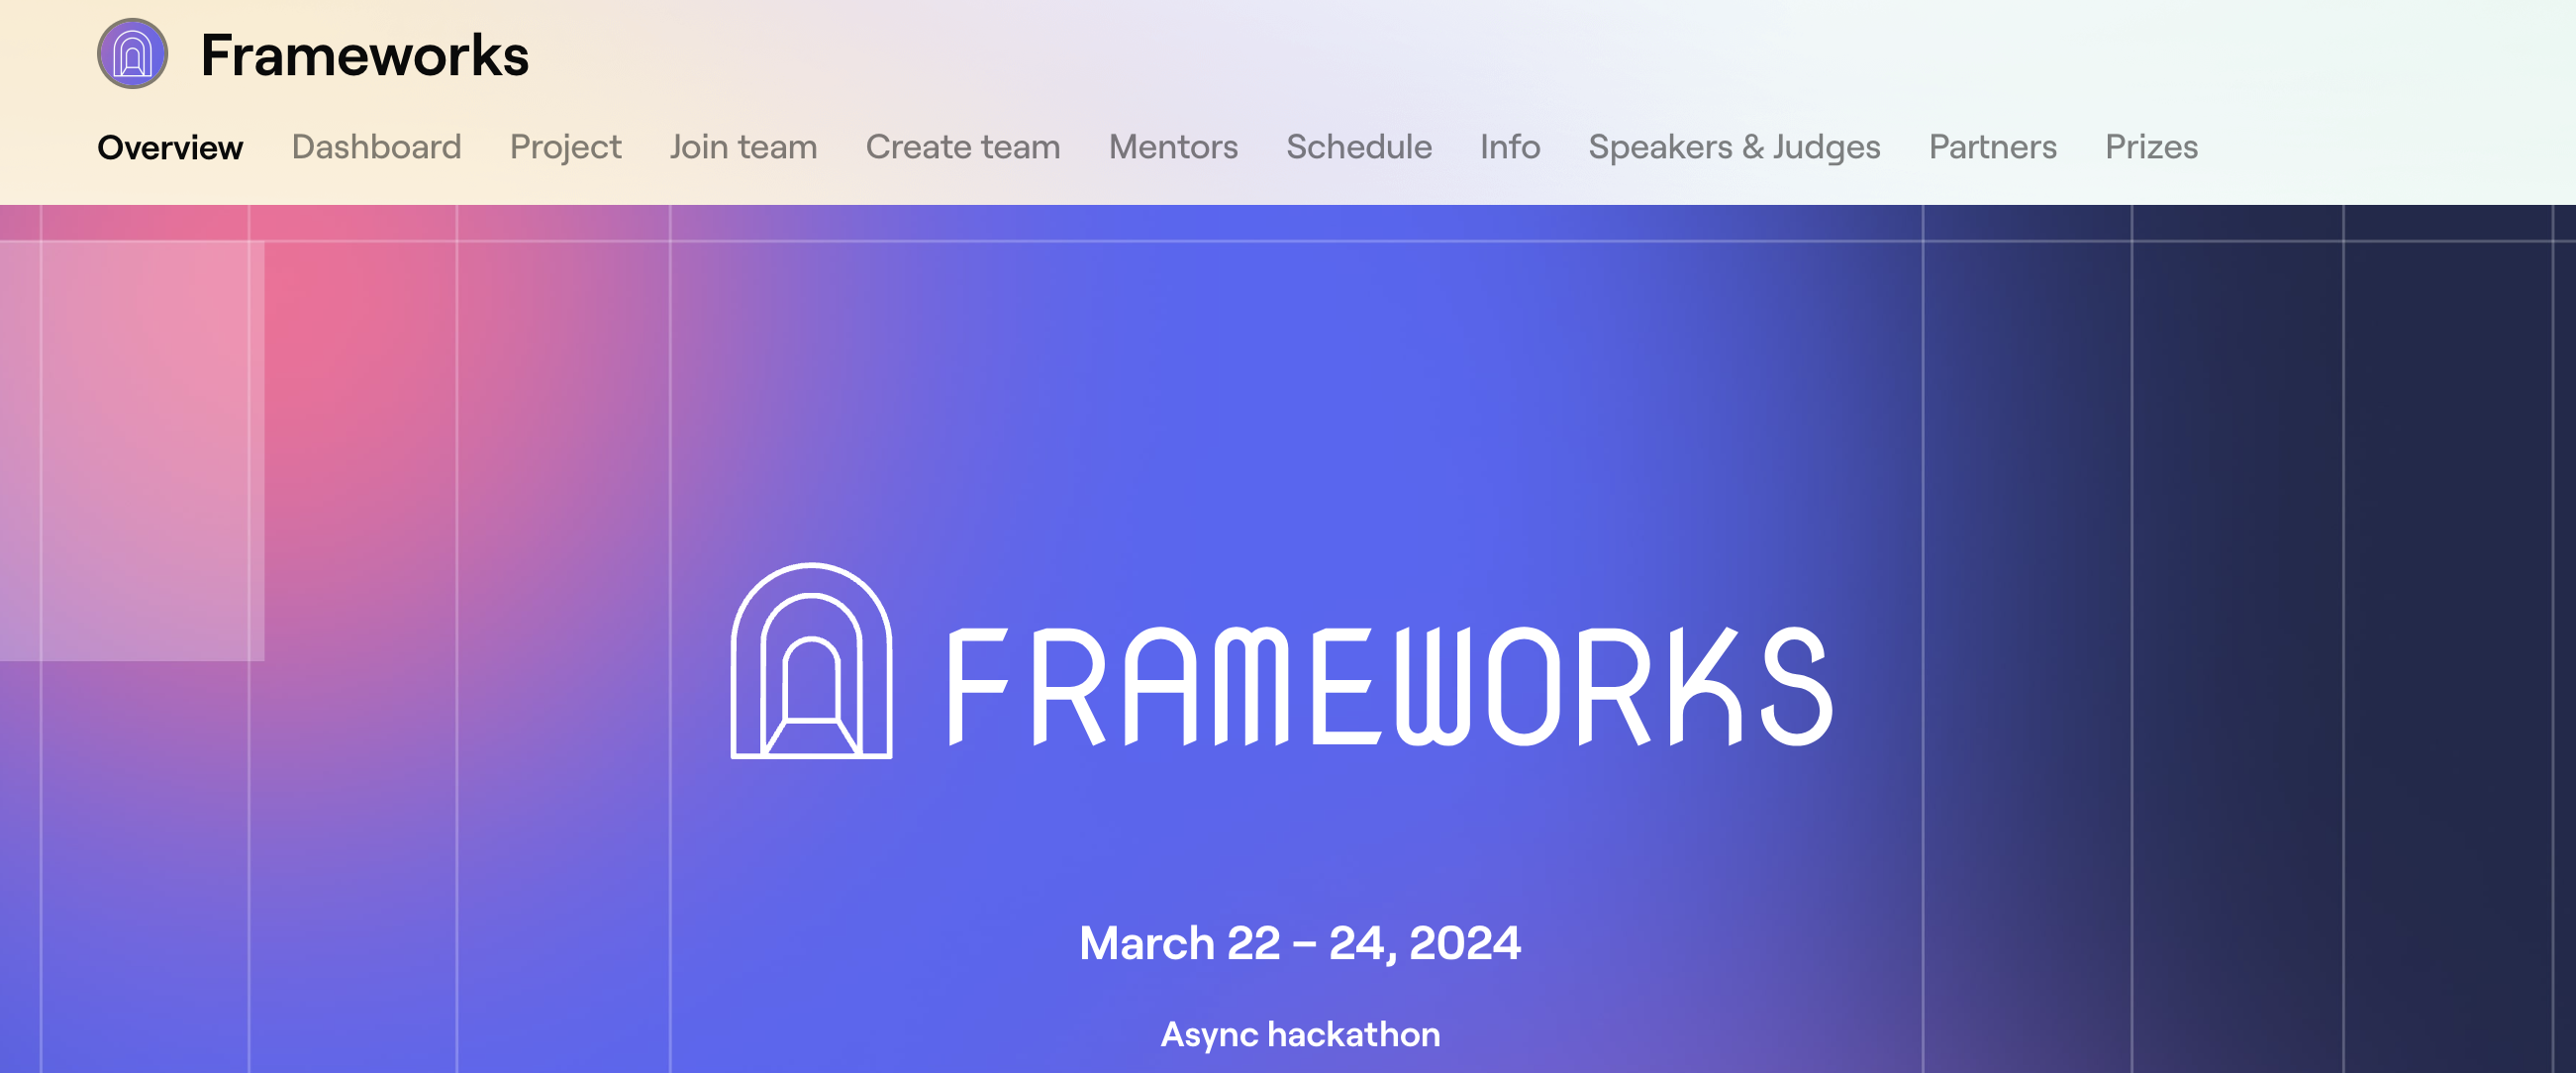 Frameworks
Overview Dashboard Project Join team Create team Mentors Schedule Info Speakers & Judges Partners Prizes
FRAMEWORKS
March 22 – 24, 2024
Async hackathon